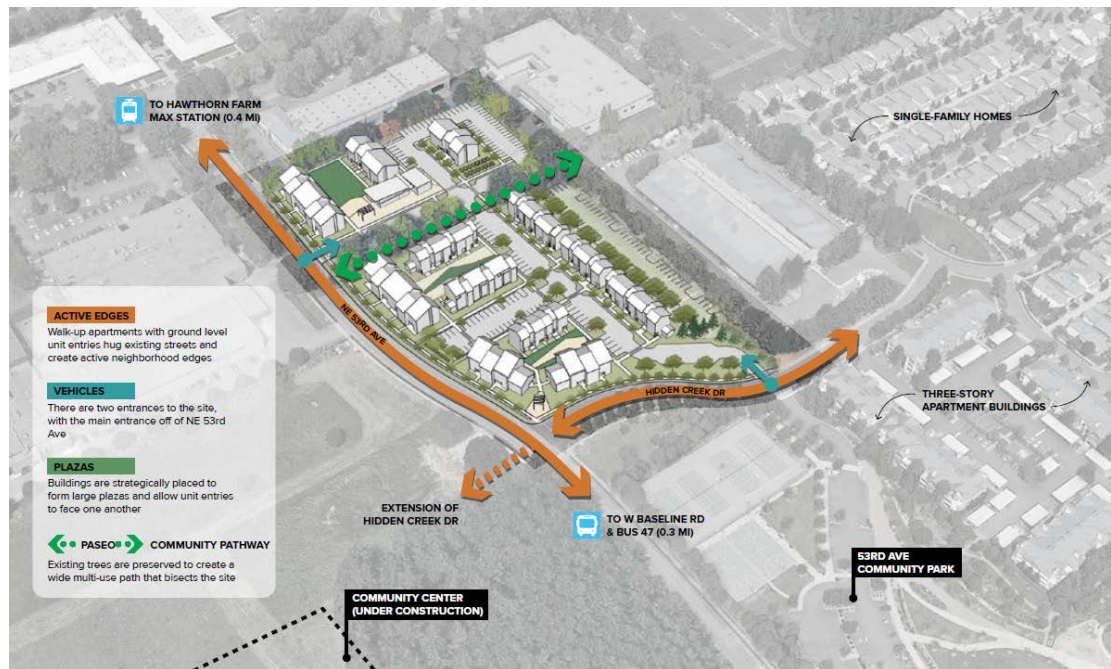 TO HAWTHORN FARM
MAX STATION (0.4 MI)
SINGLE-FAMILY HOMES
NE 53RD AVE
HIDDEN CREEK DR
THREE-STORY
APARTMENT BUILDINGS
EXTENSION OF
HIDDEN CREEK DR
TO W BASELINE RD
& BUS 47 (0.3 MI)
53RD AVE
COMMUNITY PARK
COMMUNITY CENTER
(UNDER CONSTRUCTION)
ACTIVE EDGES
Walk-up apartments with ground level
unit entries hug existing streets and
create active neighborhood edges
VEHICLES
There are two entrances to the site,
with the main entrance off of NE 53rd
Ave
PLAZAS
Buildings are strategically placed to
form large plazas and allow unit entries
to face one another
PASEO COMMUNITY PATHWAY
Existing trees are preserved to create a
wide multi-use path that bisects the site